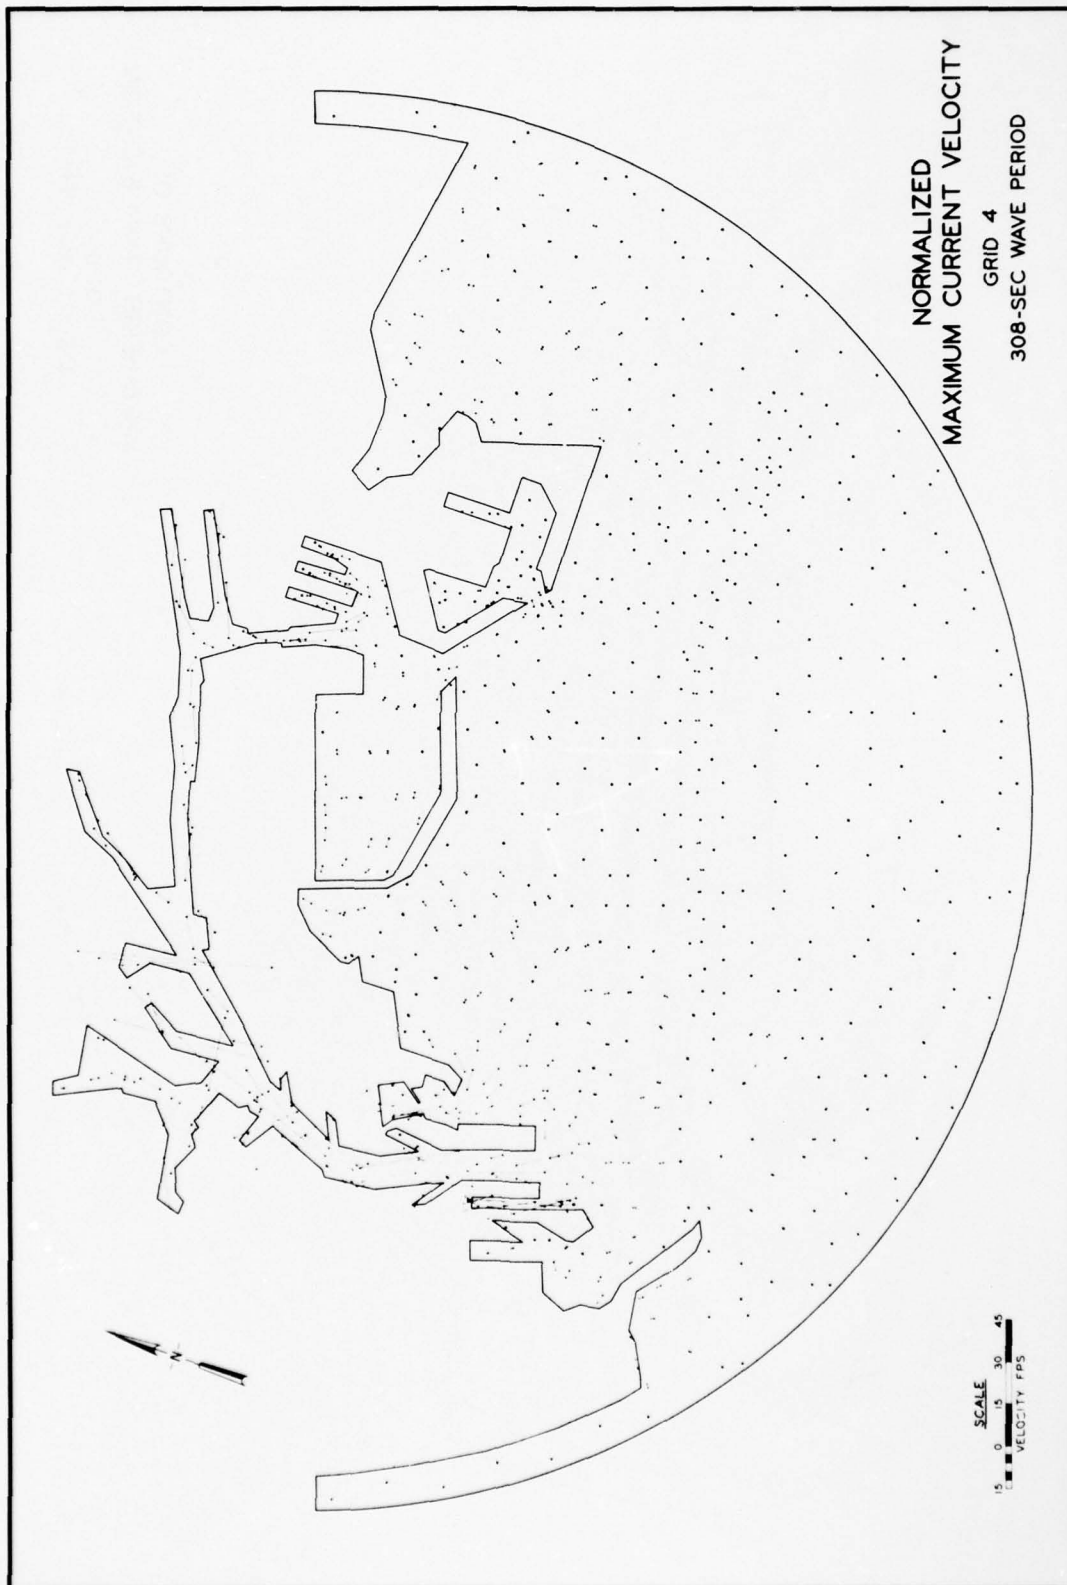 NORMALIZED
MAXIMUM CURRENT VELOCITY
GRID 4
308-SEC WAVE PERIOD
N
SCALE
15 0 15 30 45
VELOCITY FPS